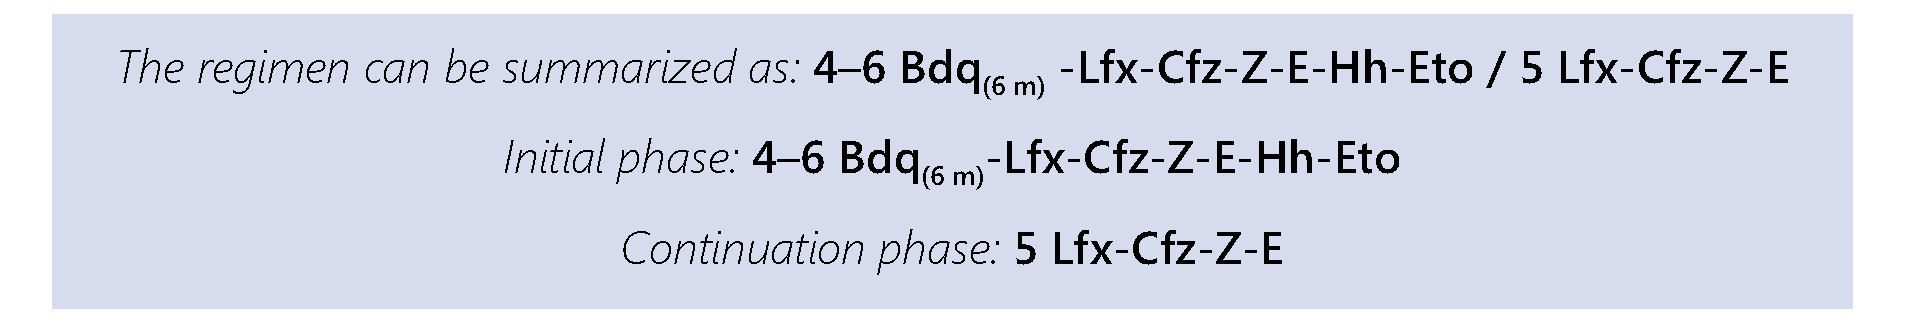 The regimen can be summarized as: 4–6 Bdq(6 m) -Lfx-Cfz-Z-E-Hh-Eto / 5 Lfx-Cfz-Z-E
Initial phase: 4–6 Bdq(6 m)-Lfx-Cfz-Z-E-Hh-Eto
Continuation phase: 5 Lfx-Cfz-Z-E